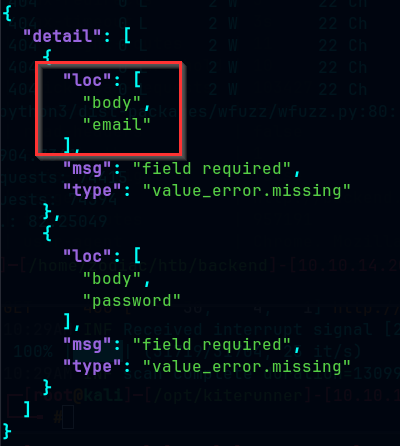 {
"detail": [
{
"loc": [
"body",
"email"
],
"msg": "field required",
"type": "value_error.missing"
},
{
"loc": [
"body",
"password"
],
"msg": "field required",
"type": "value_error.missing"
}
]
}